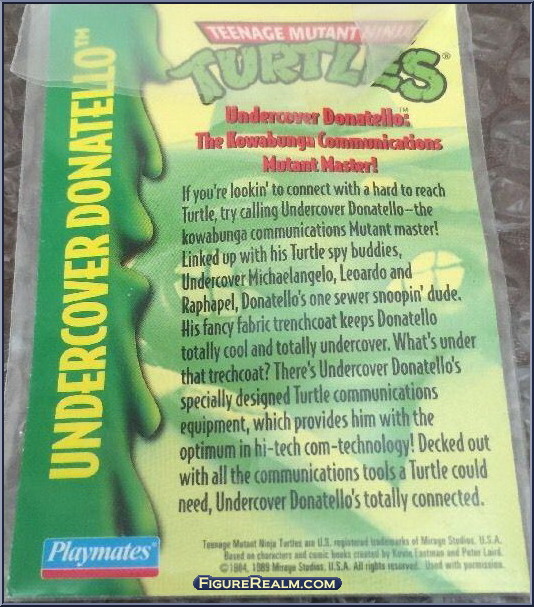 UNDERCOVER DONATELLO™
TEENAGE MUTANT NINJA
TURTLES®
Undercover Donatello:™
The Kowabunga Communications
Mutant Master!
If you're lookin' to connect with a hard to reach
Turtle, try calling Undercover Donatello–the
kowabunga communications Mutant master!
Linked up with his Turtle spy buddies,
Undercover Michaelangelo, Leoardo and
Raphapel, Donatello's one sewer snoopin' dude.
His fancy fabric trenchcoat keeps Donatello
totally cool and totally undercover. What's under
that trechcoat? There's Undercover Donatello's
specially designed Turtle communications
equipment, which provides him with the
optimum in hi-tech com-technology! Decked out
with all the communications tools a Turtle could
need, Undercover Donatello's totally connected.
Teenage Mutant Ninja Turtles are U.S. registered trademarks of Mirage Studios, U.S.A.
Based on characters and comic books created by Kevin Eastman and Peter Laird.
©1984, 1989 Mirage Studios, U.S.A. All rights reserved. Used with permission.
Playmates®
FIGUREREALM.COM